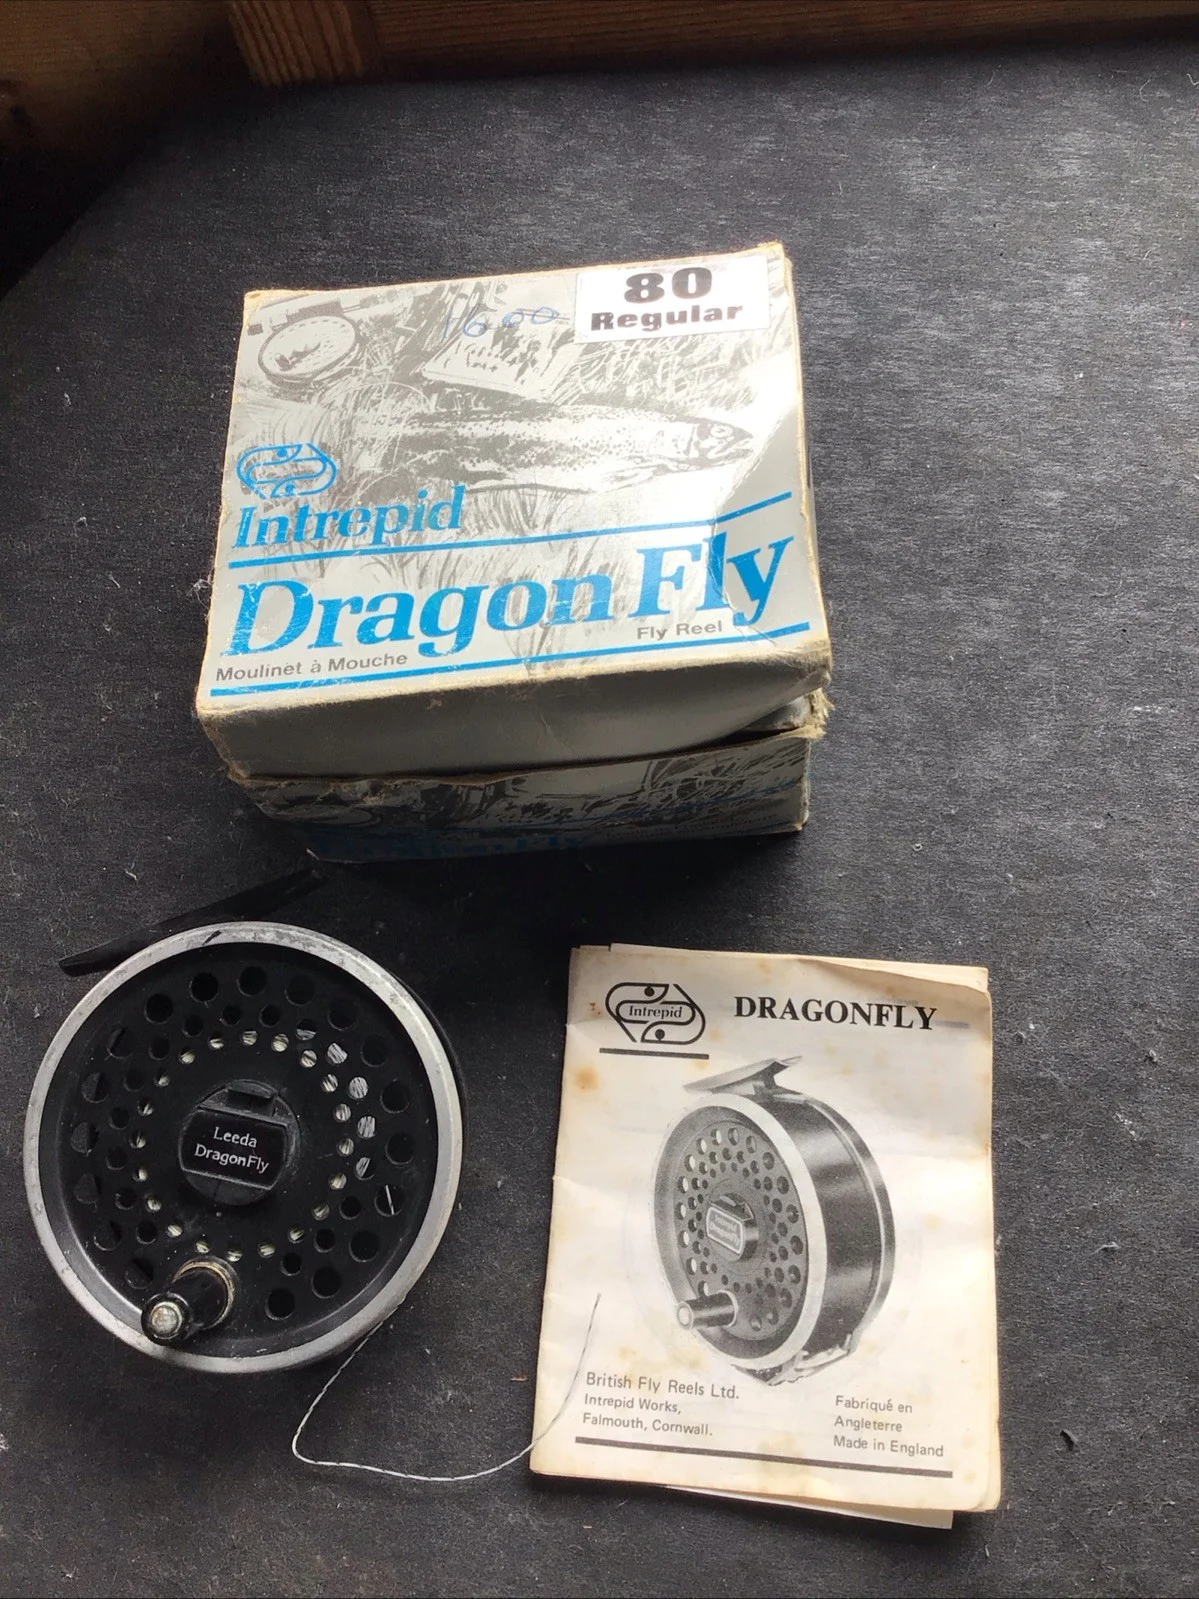 80
Regular
16.00
Intrepid
Dragon Fly
Fly Reel
Moulinet à Mouche
Leeda
DragonFly
Intrepid
DRAGONFLY
British Fly Reels Ltd.
Intrepid Works,
Falmouth, Cornwall.
Fabriqué en
Angleterre
Made in England